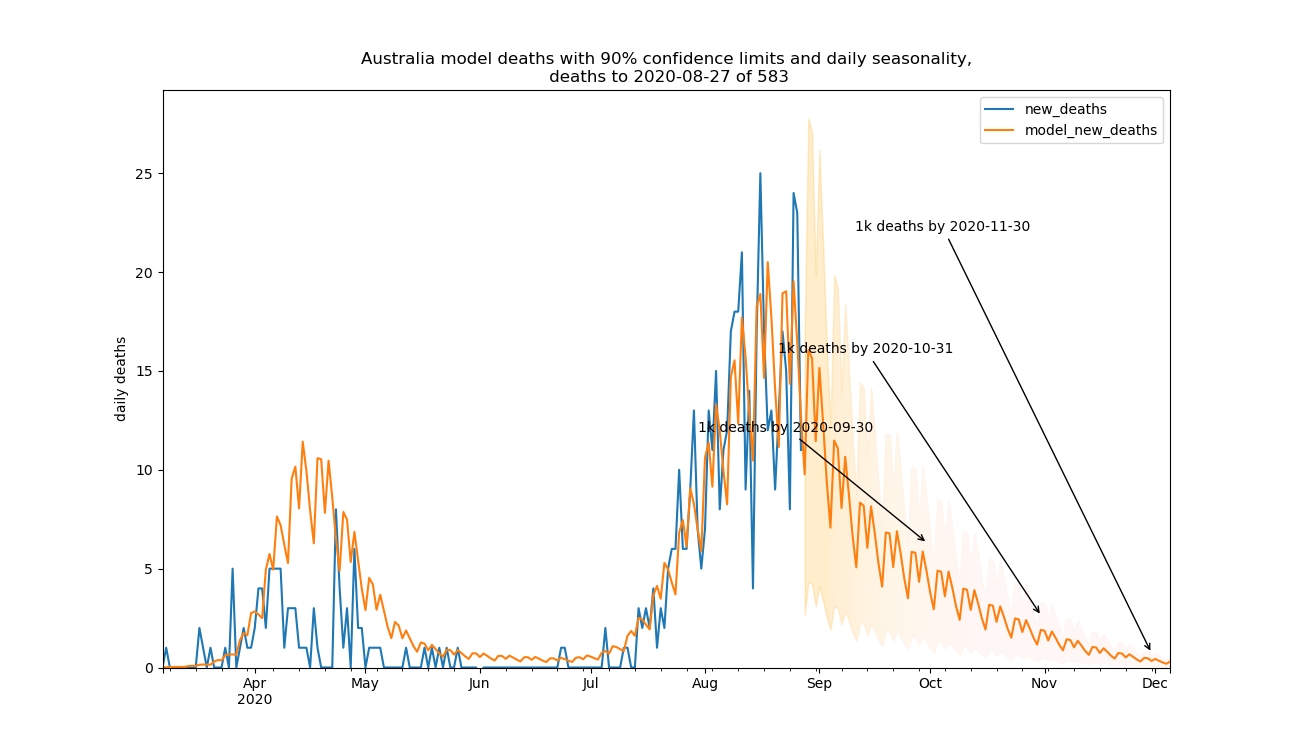 Australia model deaths with 90% confidence limits and daily seasonality,
deaths to 2020-08-27 of 583
new_deaths
model_new_deaths
25
20
15
10
5
0
daily deaths
1k deaths by 2020-11-30
1k deaths by 2020-10-31
1k deaths by 2020-09-30
Apr May Jun Jul Aug Sep Oct Nov Dec
2020